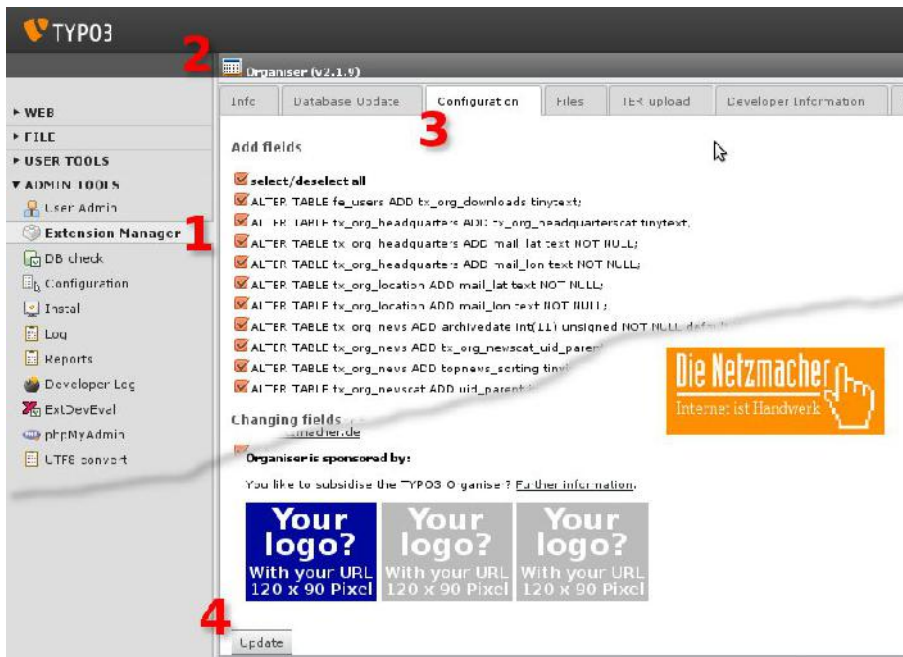 TYPO3
2
Organiser (v2.1.9)
Info
Database Update
Configuration
Files
TER upload
Developer Information
3
WEB
FILE
USER TOOLS
ADMIN TOOLS
User Admin
Extension Manager
1
DB check
Configuration
Install
Log
Reports
Developer Log
ExtDevEval
phpMyAdmin
UTF8 convert
Add fields
select/deselect all
ALTER TABLE fe_users ADD tx_org_downloads tinytext;
ALTER TABLE tx_org_headquarters ADD tx_org_headquarterscat tinytext;
ALTER TABLE tx_org_headquarters ADD mail_lat text NOT NULL;
ALTER TABLE tx_org_headquarters ADD mail_lon text NOT NULL;
ALTER TABLE tx_org_location ADD mail_lat text NOT NULL;
ALTER TABLE tx_org_location ADD mail_lon text NOT NULL;
ALTER TABLE tx_org_news ADD archivedate int(11) unsigned NOT NULL
ALTER TABLE tx_org_news ADD tx_org_newscat_uid_parent
ALTER TABLE tx_org_news ADD topnews_sorting
ALTER TABLE tx_org_newscat ADD uid_parent
Die Netzmacher
Internet ist Handwerk
Changing fields
Organiser is sponsored by:
You like to subsidise the TYPO3 Organiser? Further information.
Your logo?
With your URL
120 x 90 Pixel
Your logo?
With your URL
120 x 90 Pixel
Your logo?
With your URL
120 x 90 Pixel
4
Update